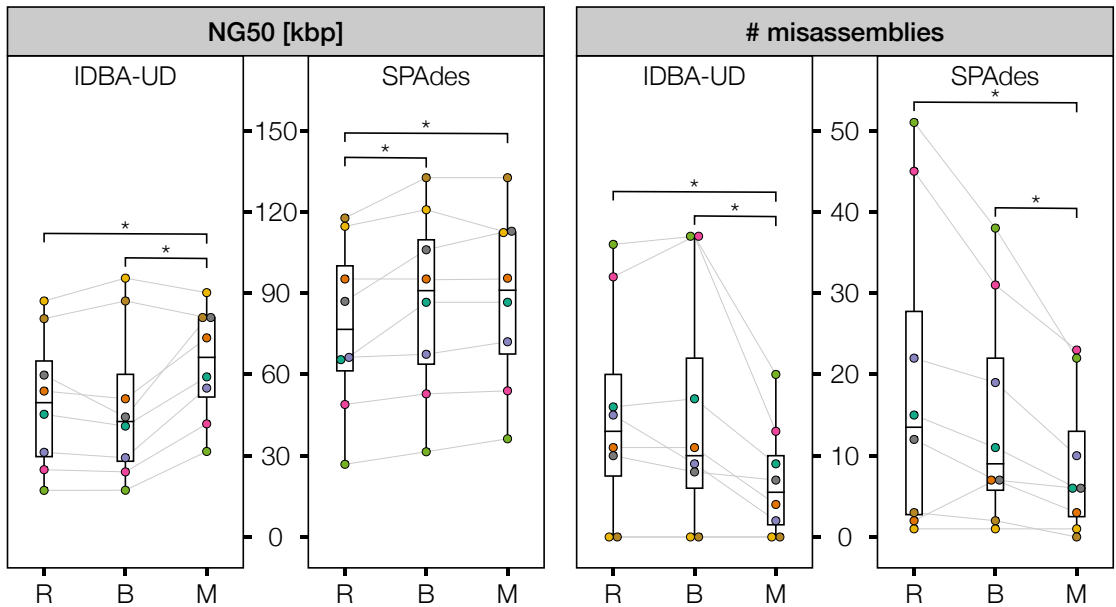 NG50 [kbp]
# misassemblies
IDBA-UD
SPAdes
IDBA-UD
SPAdes
150
120
90
60
30
0
50
40
30
20
10
0
*
*
*
*
*
*
*
*
R B M
R B M
R B M
R B M